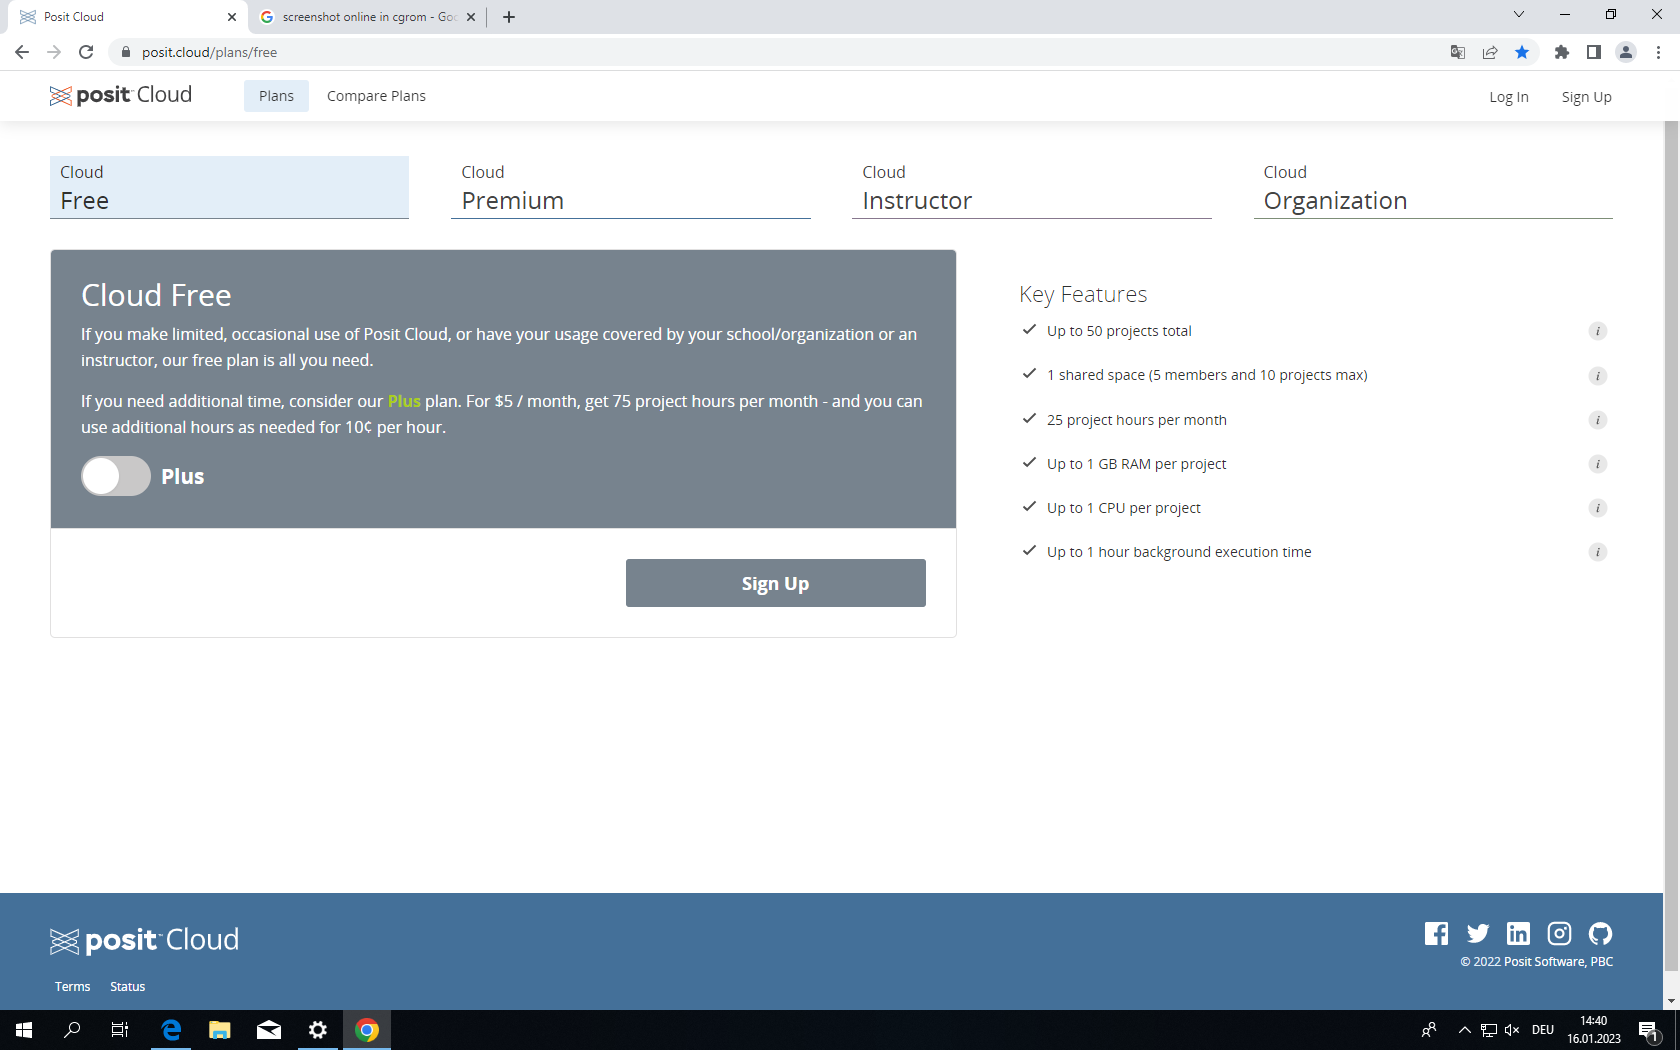 Posit Cloud
screenshot online in cgrom - Goo
posit.cloud/plans/free
posit Cloud
Plans
Compare Plans
Log In
Sign Up
Cloud
Free
Cloud
Premium
Cloud
Instructor
Cloud
Organization
Cloud Free
If you make limited, occasional use of Posit Cloud, or have your usage covered by your school/organization or an
instructor, our free plan is all you need.
If you need additional time, consider our Plus plan. For $5 / month, get 75 project hours per month - and you can
use additional hours as needed for 10¢ per hour.
Plus
Sign Up
Key Features
Up to 50 projects total
1 shared space (5 members and 10 projects max)
25 project hours per month
Up to 1 GB RAM per project
Up to 1 CPU per project
Up to 1 hour background execution time
posit Cloud
© 2022 Posit Software, PBC
Terms
Status
DEU
14:40
16.01.2023
1